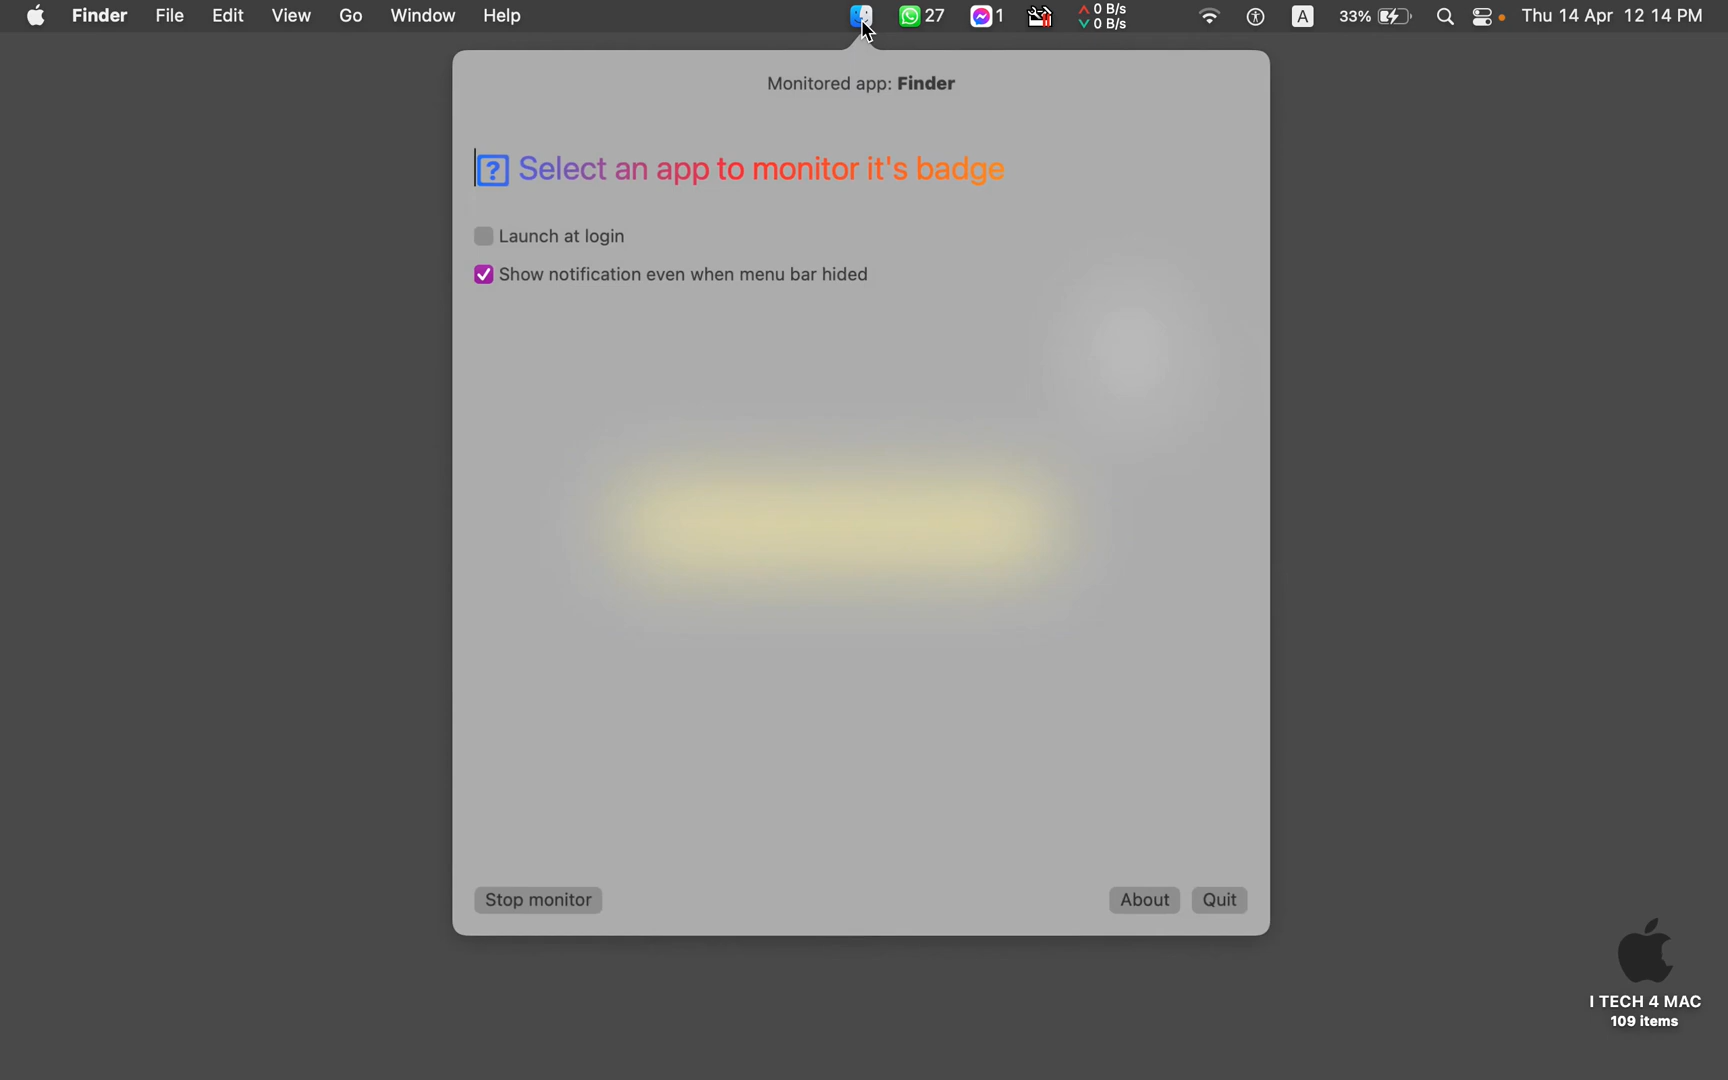 Finder File Edit View Go Window Help 27 1 0 B/s A 33% Thu 14 Apr 12 14 PM
0 B/s
Monitored app: Finder
? Select an app to monitor it's badge
Launch at login
Show notification even when menu bar hided
Stop monitor About Quit
I TECH 4 MAC
109 items